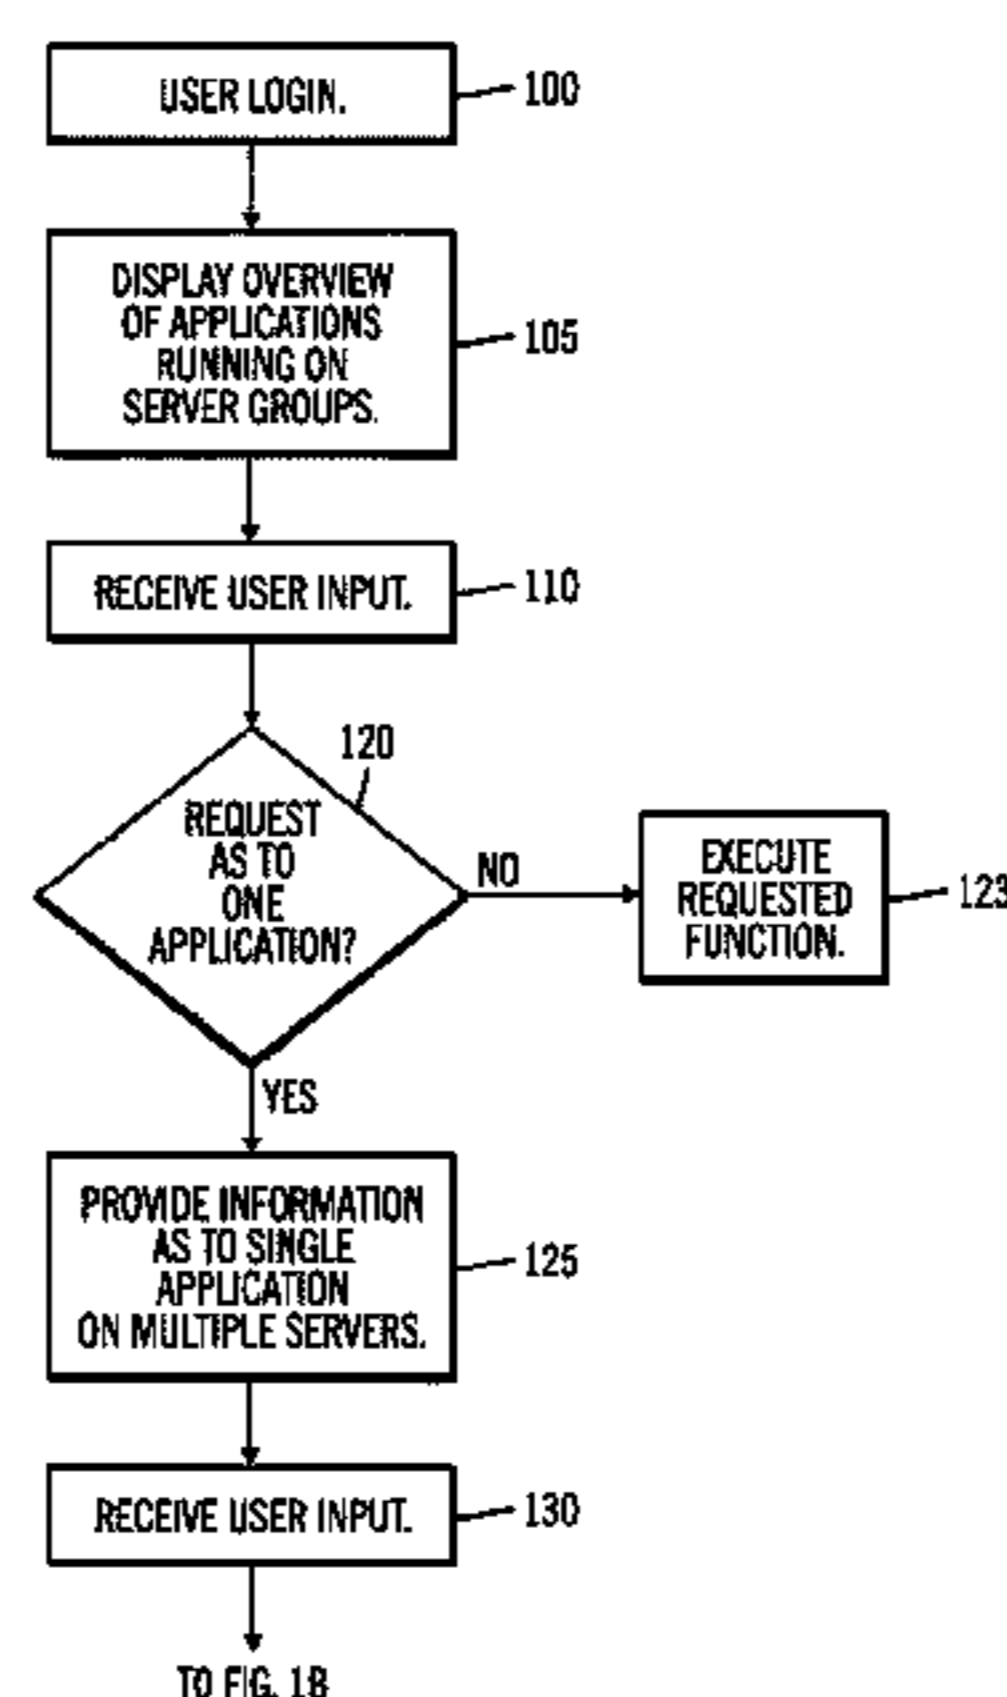 USER LOGIN.
100
DISPLAY OVERVIEW
OF APPLICATIONS
RUNNING ON
SERVER GROUPS.
105
RECEIVE USER INPUT.
110
120
REQUEST
AS TO
ONE
APPLICATION?
NO
EXECUTE
REQUESTED
FUNCTION.
123
YES
PROVIDE INFORMATION
AS TO SINGLE
APPLICATION
ON MULTIPLE SERVERS.
125
RECEIVE USER INPUT.
130
TO FIG. 1B